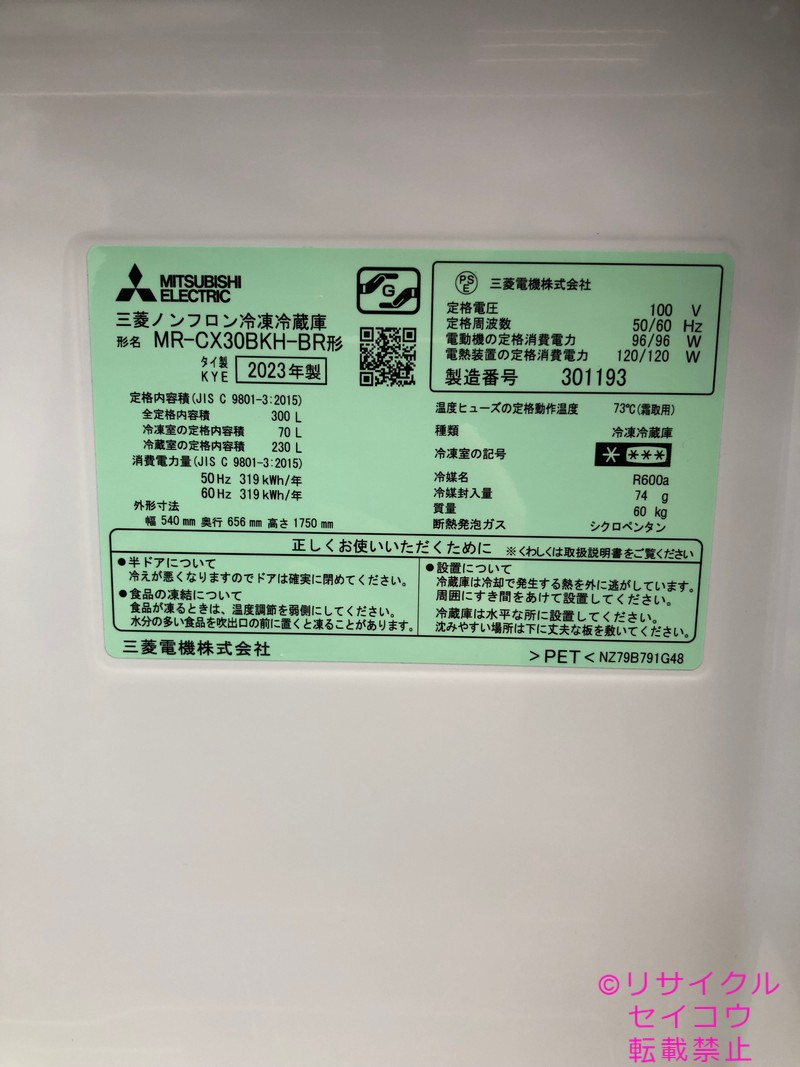 MITSUBISHI
ELECTRIC
三菱ノンフロン冷凍冷蔵庫
形名 MR-CX30BKH-BR形
タイ製
KYE 2023年製
G
定格内容積(JIS C 9801-3:2015)
全定格内容積 300 L
冷凍室の定格内容積 70 L
冷蔵室の定格内容積 230 L
消費電力量(JIS C 9801-3:2015)
50Hz 319kWh/年
60Hz 319kWh/年
外形寸法
幅 540mm 奥行 656mm 高さ 1750mm
PS
E 三菱電機株式会社
定格電圧 100 V
定格周波数 50/60 Hz
電動機の定格消費電力 96/96 W
電熱装置の定格消費電力 120/120 W
製造番号 301193
温度ヒューズの定格動作温度 73℃(霜取用)
種類 冷凍冷蔵庫
冷凍室の記号 * ***
冷媒名 R600a
冷媒封入量 74 g
質量 60 kg
断熱発泡ガス シクロペンタン
正しくお使いいただくために ※くわしくは取扱説明書をご覧ください
●半ドアについて
冷えが悪くなりますのでドアは確実に閉めてください。
●食品の凍結について
食品が凍るときは、温度調節を弱側にしてください。
水分の多い食品を吹出口の前に置くと凍ることがあります。
●設置について
冷蔵庫は冷却で発生する熱を外に逃がしています。
周囲にすき間をあけて設置してください。
冷蔵庫は水平な所に設置してください。
沈みやすい場所は下に丈夫な板を敷いてください。
三菱電機株式会社
>PET< NZ79B791G48
©リサイクル
セイコウ
転載禁止